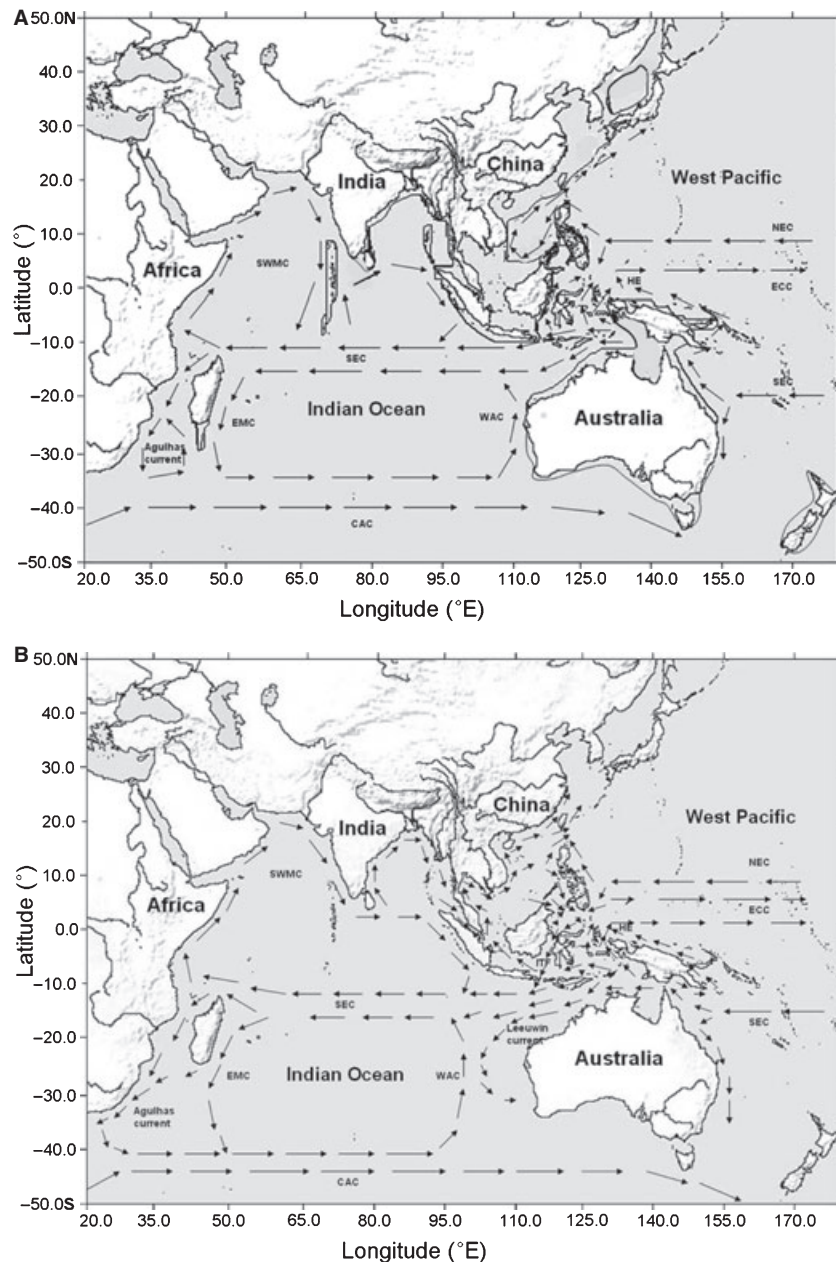 A
50.0N
40.0
30.0
20.0
10.0
0.0
−10.0
−20.0
−30.0
−40.0
−50.0S
Latitude (°)
India
China
West Pacific
Africa
SWMC
NEC
HE
ECC
SEC
SEC
EMC
Indian Ocean
WAC
Australia
Agulhas
current
CAC
20.0 35.0 50.0 65.0 80.0 95.0 110.0 125.0 140.0 155.0 170.0
Longitude (°E)
B
50.0N
40.0
30.0
20.0
10.0
0.0
−10.0
−20.0
−30.0
−40.0
−50.0S
Latitude (°)
India
China
West Pacific
SWMC
NEC
Africa
ECC
HE
ITF
SEC
SEC
Leeuwin
current
EMC
Indian Ocean
WAC
Australia
Agulhas
current
CAC
20.0 35.0 50.0 65.0 80.0 95.0 110.0 125.0 140.0 155.0 170.0
Longitude (°E)